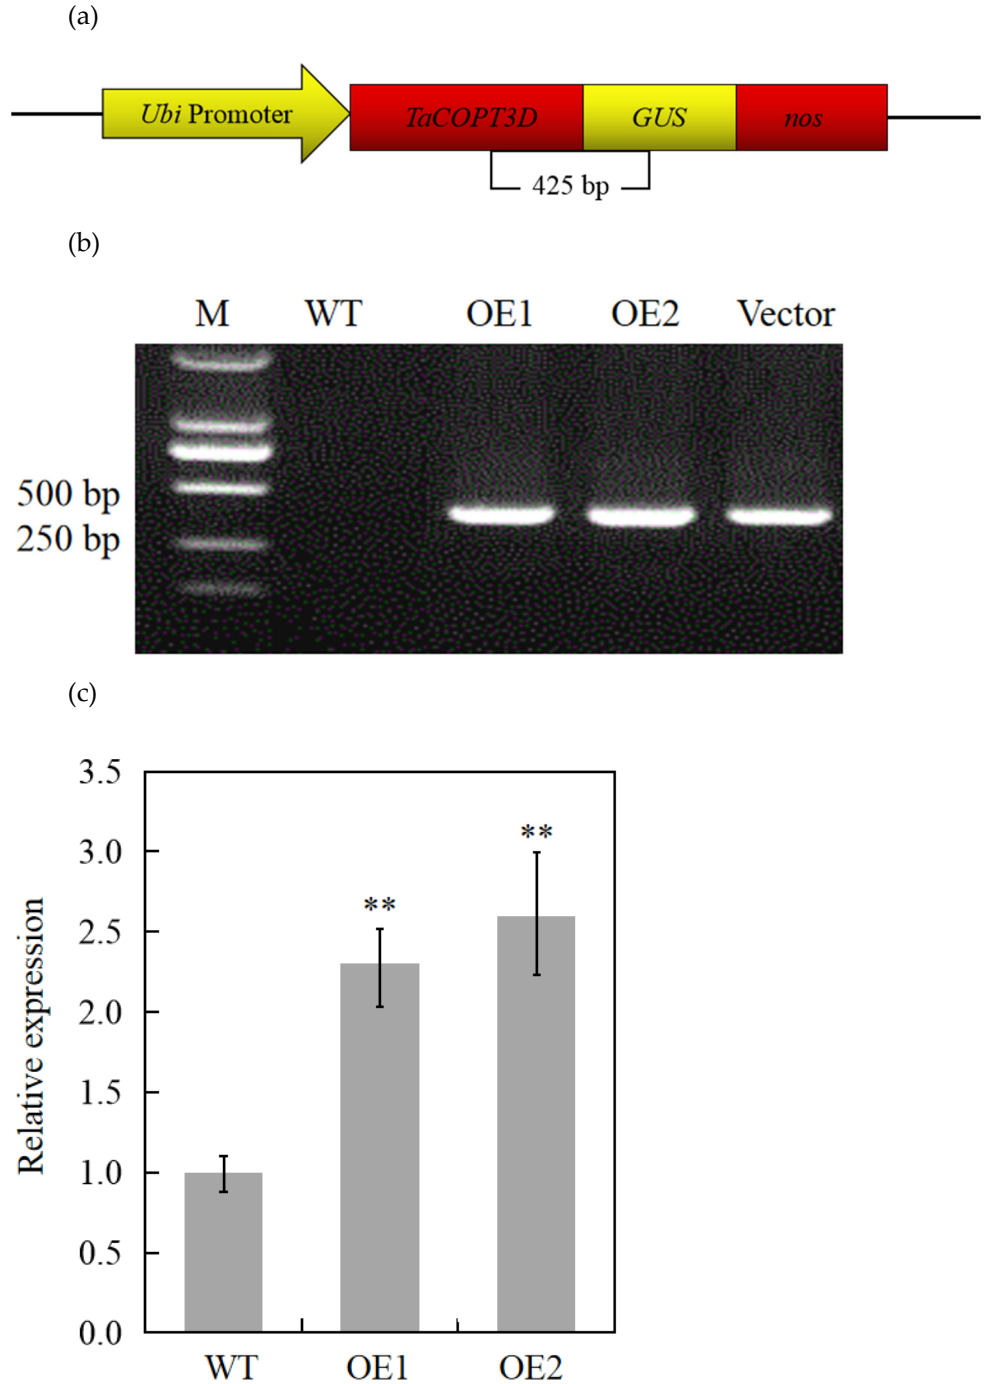 (a)
Ubi Promoter TaCOPT3D GUS nos
425 bp
(b)
M WT OE1 OE2 Vector
500 bp
250 bp
(c)
3.5
3.0
2.5
2.0
1.5
1.0
0.5
0.0
Relative expression
**
**
WT OE1 OE2